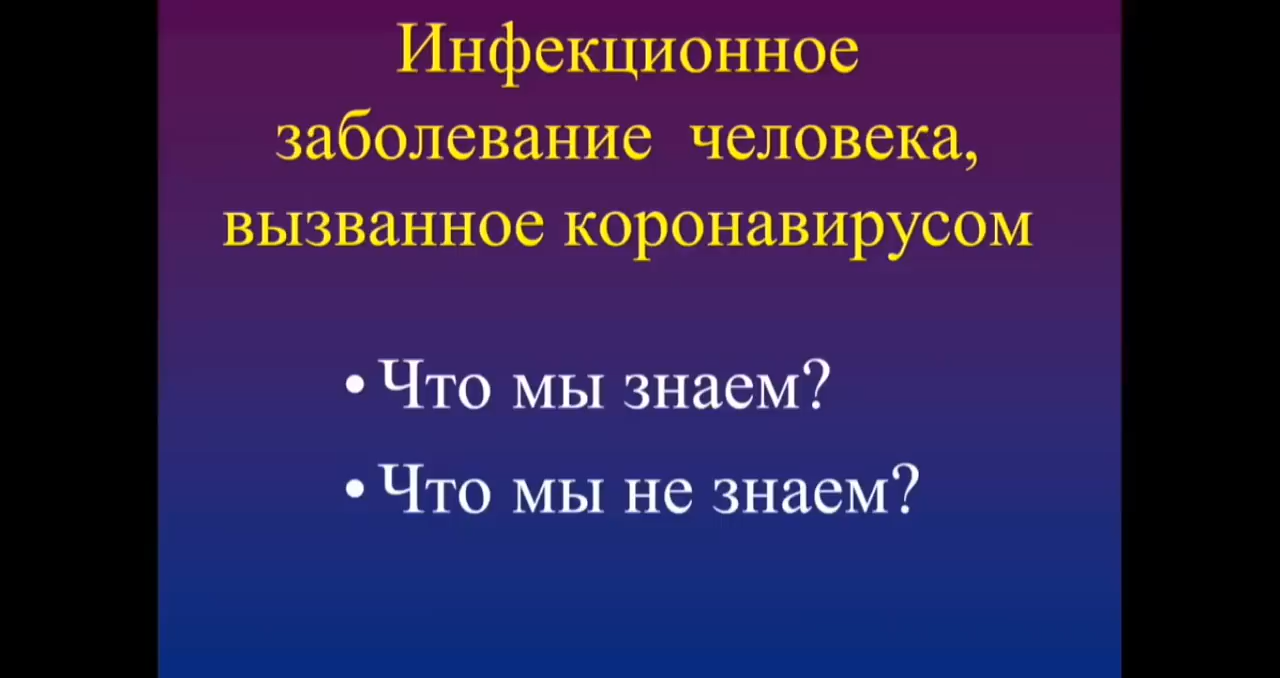 Инфекционное
заболевание человека,
вызванное коронавирусом
• Что мы знаем?
• Что мы не знаем?